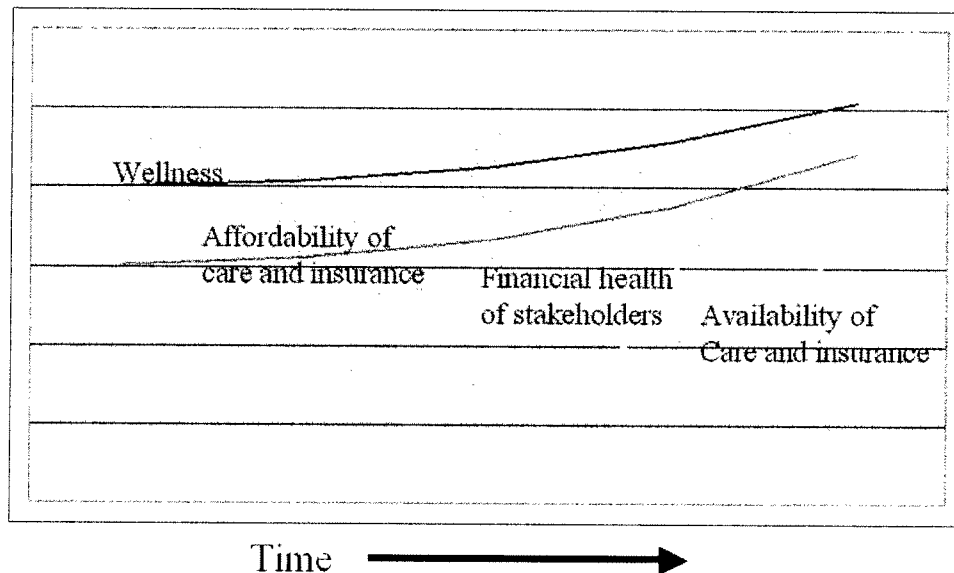 Wellness
Affordability of
care and insurance
Financial health
of stakeholders
Availability of
Care and insurance
Time